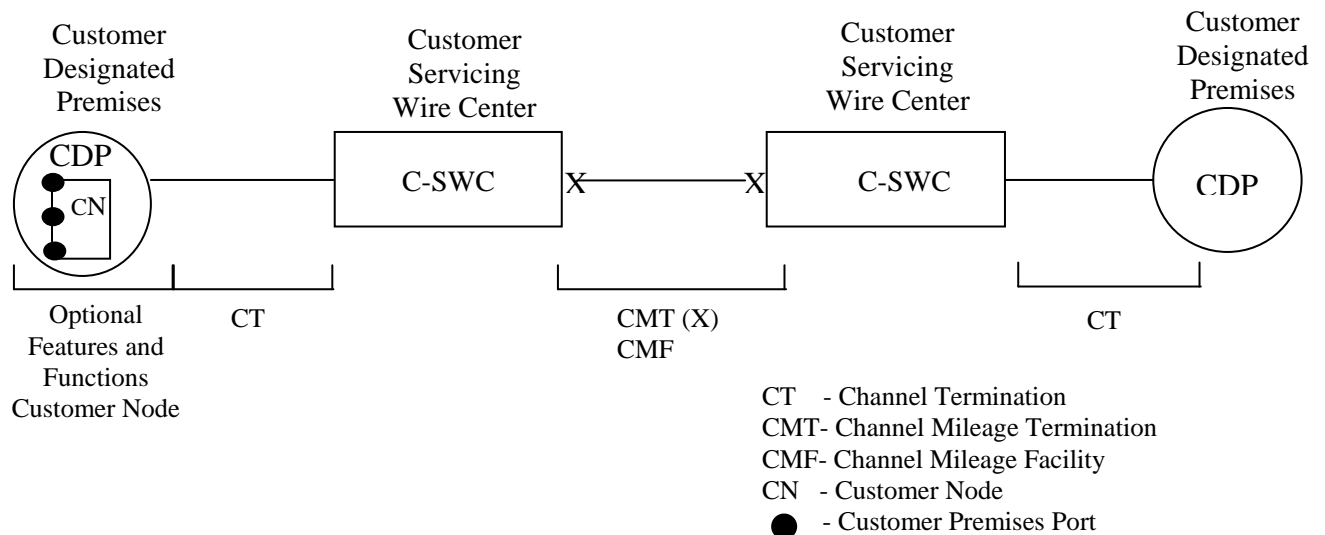 Customer
Designated
Premises
Customer
Servicing
Wire Center
Customer
Servicing
Wire Center
Customer
Designated
Premises
CDP
CN
C-SWC
X
X
C-SWC
CDP
Optional
Features and
Functions
Customer Node
CT
CMT (X)
CMF
CT
CT - Channel Termination
CMT- Channel Mileage Termination
CMF- Channel Mileage Facility
CN - Customer Node
- Customer Premises Port